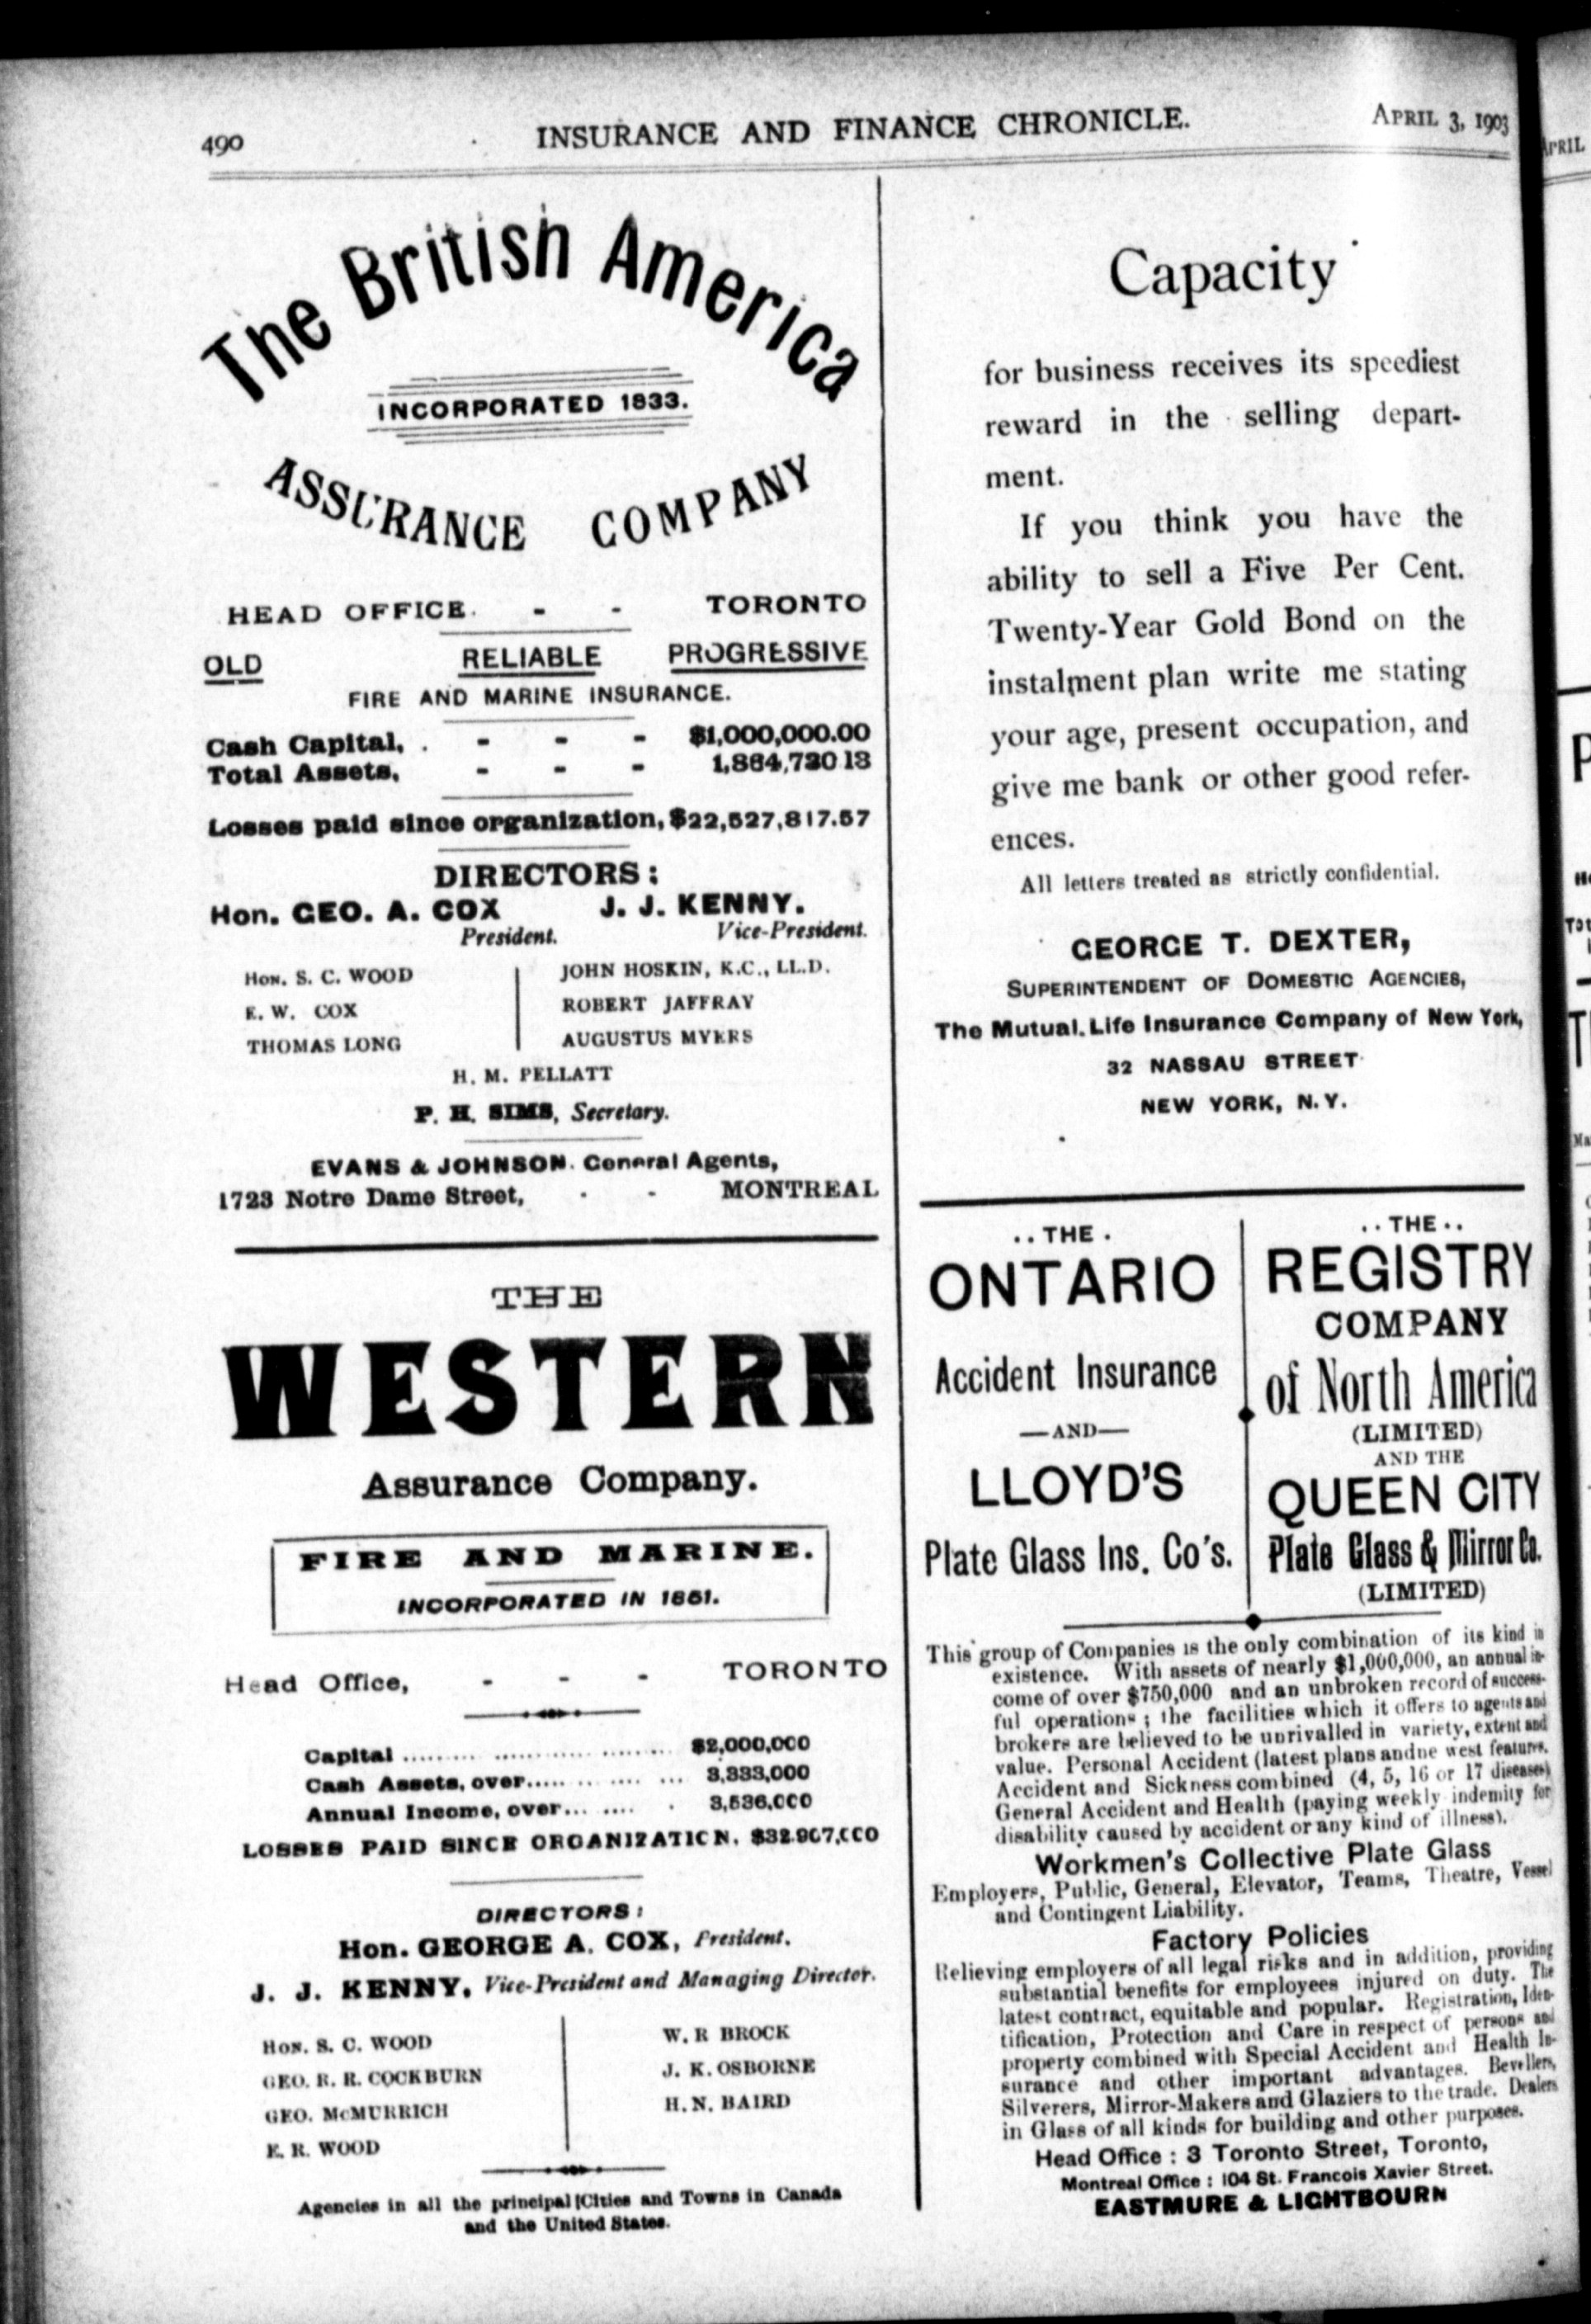 490
INSURANCE AND FINANCE CHRONICLE.
APRIL 3, 1903
The British America
INCORPORATED 1833.
ASSURANCE COMPANY
HEAD OFFICE. - - TORONTO
OLD RELIABLE PROGRESSIVE
FIRE AND MARINE INSURANCE.
Cash Capital, . - - - $1,000,000.00
Total Assets, - - - 1,864,730 13
Losses paid since organization, $22,527,817.57
DIRECTORS:
Hon. GEO. A. COX J. J. KENNY.
President. Vice-President.
HON. S. C. WOOD JOHN HOSKIN, K.C., LL.D.
E. W. COX ROBERT JAFFRAY
THOMAS LONG AUGUSTUS MYERS
H. M. PELLATT
P. H. SIMS, Secretary.
EVANS & JOHNSON. General Agents,
1723 Notre Dame Street, - - MONTREAL
THE
WESTERN
Assurance Company.
FIRE AND MARINE.
INCORPORATED IN 1851.
Head Office, - - - TORONTO
Capital ........ $2,000,000
Cash Assets, over........ 3,333,000
Annual Income, over........ 3,536,000
LOSSES PAID SINCE ORGANIZATION, $32.907,000
DIRECTORS:
Hon. GEORGE A. COX, President.
J. J. KENNY, Vice-President and Managing Director.
HON. S. C. WOOD W. R BROCK
GEO. R. R. COCKBURN J. K. OSBORNE
GEO. McMURRICH H. N. BAIRD
E. R. WOOD
Agencies in all the principal Cities and Towns in Canada
and the United States.
Capacity
for business receives its speediest
reward in the selling depart-
ment.
If you think you have the
ability to sell a Five Per Cent.
Twenty-Year Gold Bond on the
instalment plan write me stating
your age, present occupation, and
give me bank or other good refer-
ences.
All letters treated as strictly confidential.
GEORGE T. DEXTER,
SUPERINTENDENT OF DOMESTIC AGENCIES,
The Mutual Life Insurance Company of New York,
32 NASSAU STREET
NEW YORK, N.Y.
..THE.
ONTARIO
Accident Insurance
—AND—
LLOYD'S
Plate Glass Ins. Co's.
..THE..
REGISTRY
COMPANY
of North America
(LIMITED)
AND THE
QUEEN CITY
Plate Glass & Mirror Co.
(LIMITED)
This group of Companies is the only combination of its kind in
existence. With assets of nearly $1,000,000, an annual in-
come of over $750,000 and an unbroken record of success-
ful operations; the facilities which it offers to agents and
brokers are believed to be unrivalled in variety, extent and
value. Personal Accident (latest plans andne west features.
Accident and Sickness combined (4, 5, 16 or 17 diseases)
General Accident and Health (paying weekly indemity for
disability caused by accident or any kind of illness).
Workmen's Collective Plate Glass
Employers, Public, General, Elevator, Teams, Theatre, Vessel
and Contingent Liability.
Factory Policies
Relieving employers of all legal risks and in addition, providing
substantial benefits for employees injured on duty. The
latest contract, equitable and popular. Registration, Iden-
tification, Protection and Care in respect of persons and
property combined with Special Accident and Health In-
surance and other important advantages. Bevellers,
Silverers, Mirror-Makers and Glaziers to the trade. Dealers
in Glass of all kinds for building and other purposes.
Head Office : 3 Toronto Street, Toronto,
Montreal Office : 104 St. Francois Xavier Street.
EASTMURE & LIGHTBOURN